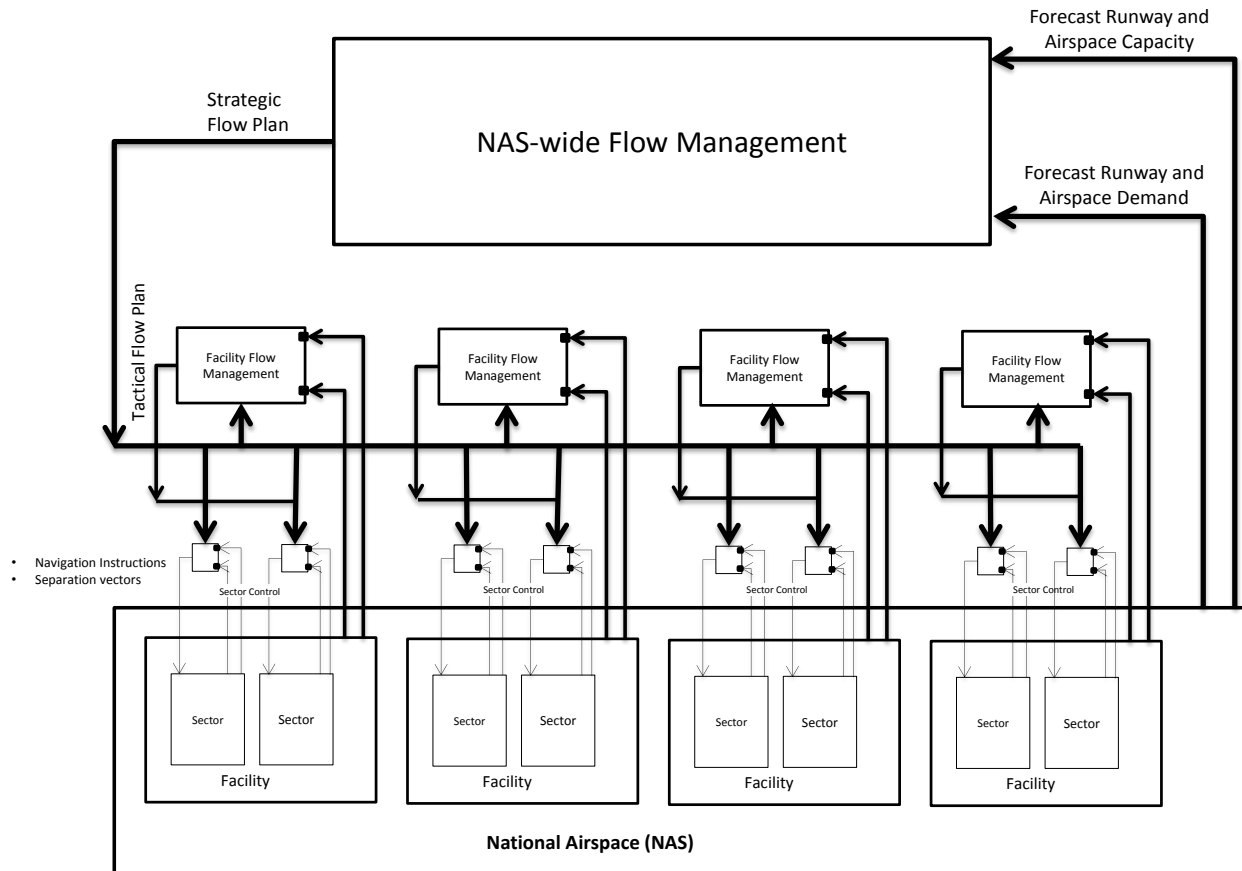 Forecast Runway and
Airspace Capacity
Strategic
Flow Plan
NAS-wide Flow Management
Forecast Runway and
Airspace Demand
Tactical Flow Plan
Facility Flow
Management
Facility Flow
Management
Facility Flow
Management
Facility Flow
Management
• Navigation Instructions
• Separation vectors
Sector Control
Sector Control
Sector Control
Sector Control
Sector
Sector
Sector
Sector
Sector
Sector
Sector
Sector
Facility
Facility
Facility
Facility
National Airspace (NAS)